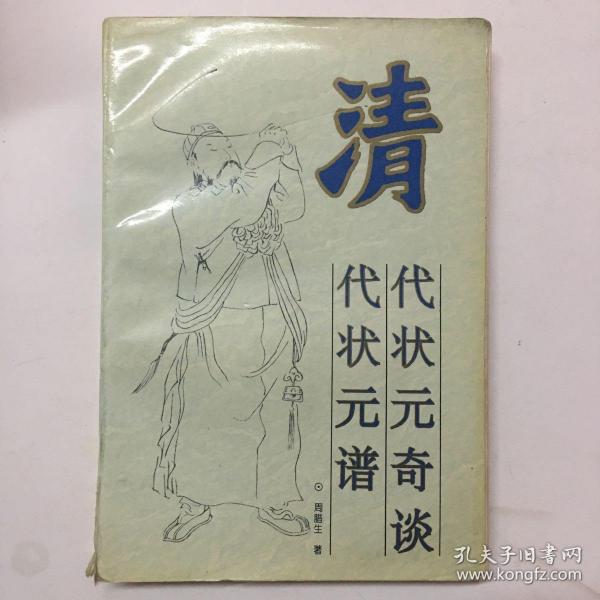 清
代状元奇谈
代状元谱
⊙周腊生 著
孔夫子旧书网
www.kongfz.com